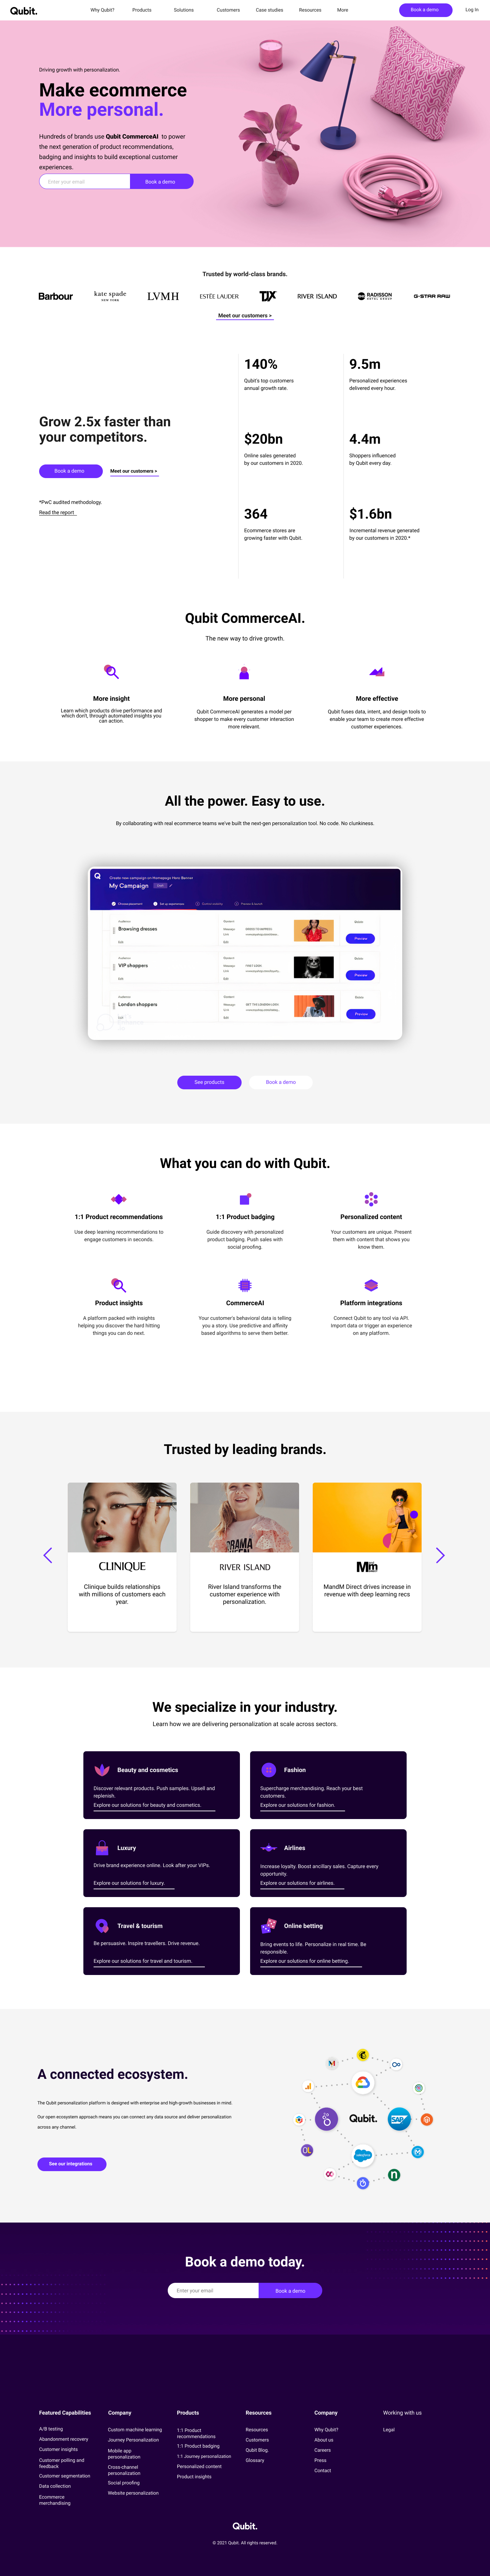 Qubit.
Why Qubit?
Products
Solutions
Customers
Case studies
Resources
More
Book a demo
Log In
Driving growth with personalization.
Make ecommerce
More personal.
Hundreds of brands use Qubit CommerceAI to power
the next generation of product recommendations,
badging and insights to build exceptional customer
experiences.
Enter your email
Book a demo
Trusted by world-class brands.
Barbour
kate spade
NEW YORK
LVMH
ESTĒE LAUDER
TJX
RIVER ISLAND
RADISSON
HOTEL GROUP
G-STAR RAW
Meet our customers >
Grow 2.5x faster than
your competitors.
Book a demo
Meet our customers >
*PwC audited methodology.
Read the report
140%
Qubit's top customers
annual growth rate.
9.5m
Personalized experiences
delivered every hour.
$20bn
Online sales generated
by our customers in 2020.
4.4m
Shoppers Influenced
by Qubit every day.
364
Ecommerce stores are
growing faster with Qubit.
$1.6bn
Incremental revenue generated
by our customers in 2020.*
Qubit CommerceAI.
The new way to drive growth.
More insight
Learn which products drive performance and
which don't, through automated insights you
can action.
More personal
Qubit CommerceAI generates a model per
shopper to make every customer interaction
more relevant.
More effective
Qubit fuses data, intent, and design tools to
enable your team to create more effective
customer experiences.
All the power. Easy to use.
By collaborating with real ecommerce teams we've built the next-gen personalization tool. No code. No clunkiness.
Create new campaign on Homepage Hero Banner
My Campaign
Choose placement
Set up experiences
Browsing dresses
Preview
VIP shoppers
Preview
London shoppers
Preview
See products
Book a demo
What you can do with Qubit.
1:1 Product recommendations
Use deep learning recommendations to
engage customers in seconds.
1:1 Product badging
Guide discovery with personalized
product badging. Push sales with
social proofing.
Personalized content
Your customers are unique. Present
them with content that shows you
know them.
Product insights
A platform packed with insights
helping you discover the hard hitting
things you can do next.
CommerceAI
Your customer's behavioral data is telling
you a story. Use predictive and affinity
based algorithms to serve them better.
Platform integrations
Connect Qubit to any tool via API.
Import data or trigger an experience
on any platform.
Trusted by leading brands.
CLINIQUE
Clinique builds relationships
with millions of customers each
year.
RIVER ISLAND
River Island transforms the
customer experience with
personalization.
Mm
MandM Direct drives increase in
revenue with deep learning recs
We specialize in your industry.
Learn how we are delivering personalization at scale across sectors.
Beauty and cosmetics
Discover relevant products. Push samples. Upsell and
replenish.
Explore our solutions for beauty and cosmetics.
Fashion
Supercharge merchandising. Reach your best
customers.
Explore our solutions for fashion.
Luxury
Drive brand experience online. Look after your VIPs.
Explore our solutions for luxury.
Airlines
Increase loyalty. Boost ancillary sales. Capture every
opportunity.
Explore our solutions for airlines.
Travel & tourism
Be persuasive. Inspire travellers. Drive revenue.
Explore our solutions for travel and tourism.
Online betting
Bring events to life. Personalize in real time. Be
responsible.
Explore our solutions for online betting.
A connected ecosystem.
The Qubit personalization platform is designed with enterprise and high-growth businesses in mind.
Our open ecosystem approach means you can connect any data source and deliver personalization
across any channel.
See our integrations
Qubit.
SAP
Book a demo today.
Enter your email
Book a demo
Featured Capabilities
A/B testing
Abandonment recovery
Customer insights
Customer polling and
feedback
Customer segmentation
Data collection
Ecommerce
merchandising
Company
Custom machine learning
Journey Personalization
Mobile app
personalization
Cross-channel
personalization
Social proofing
Website personalization
Products
1:1 Product
recommendations
1:1 Product badging
1:1 Journey personalization
Personalized content
Product insights
Resources
Resources
Customers
Qubit Blog.
Glossary
Company
Why Qubit?
About us
Careers
Press
Contact
Working with us
Legal
Qubit.
© 2021 Qubit. All rights reserved.